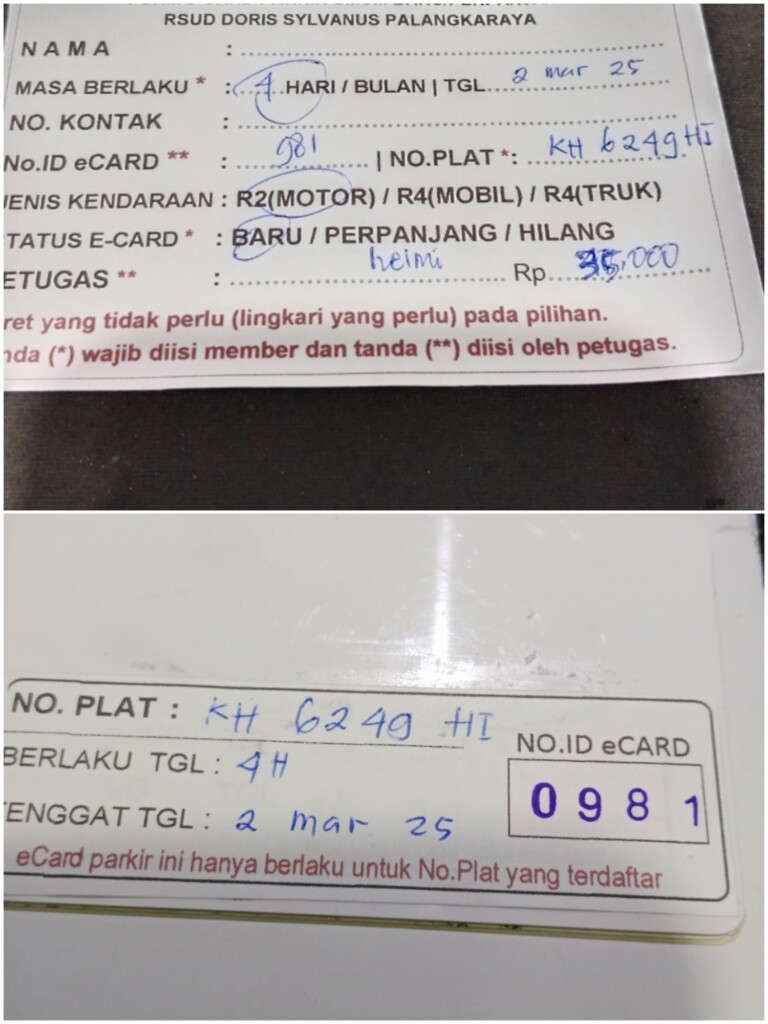 RSUD DORIS SYLVANUS PALANGKARAYA
NAMA :
MASA BERLAKU * : 4 HARI / BULAN | TGL. 2 mar 25
NO. KONTAK :
No.ID eCARD ** : 981 | NO.PLAT *: KH 6249 HI
JENIS KENDARAAN : R2(MOTOR) / R4(MOBIL) / R4(TRUK)
TATUS E-CARD * : BARU / PERPANJANG / HILANG
ETUGAS ** : heimi Rp. 35.000
ret yang tidak perlu (lingkari yang perlu) pada pilihan.
nda (*) wajib diisi member dan tanda (**) diisi oleh petugas.
NO. PLAT : KH 6249 HI
NO.ID eCARD
BERLAKU TGL : 4H
0981
TENGGAT TGL : 2 mar 25
eCard parkir ini hanya berlaku untuk No.Plat yang terdaftar